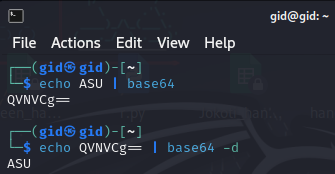 gid@gid: ~
File Actions Edit View Help
┌──(gid㉿gid)-[~]
└─$ echo ASU | base64
QVNVCg==
┌──(gid㉿gid)-[~]
└─$ echo QVNVCg== | base64 -d
ASU